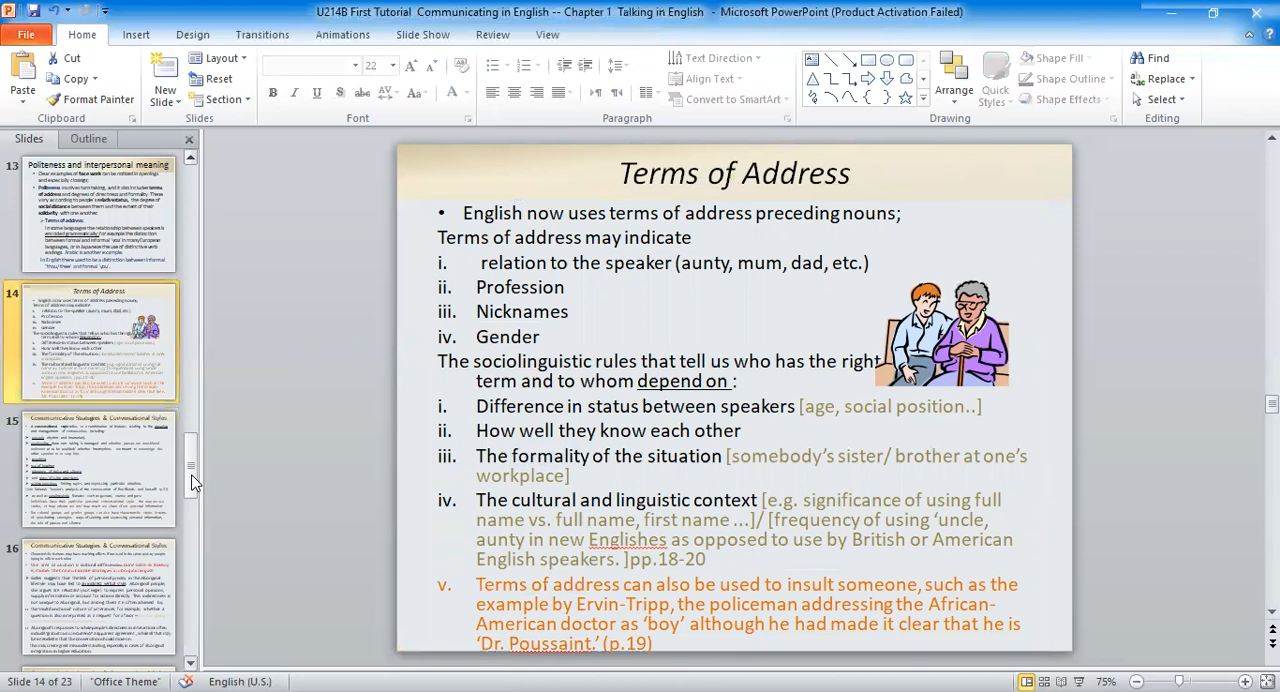 U214B First Tutorial  Communicating in English -- Chapter 1  Talking in English  -  Microsoft PowerPoint (Product Activation Failed)
File Home Insert Design Transitions Animations Slide Show Review View
Paste
Cut
Copy
Format Painter
Clipboard
New
Slide
Layout
Reset
Section
Slides
22
Font
Text Direction
Align Text
Convert to SmartArt
Paragraph
Arrange
Quick
Styles
Shape Fill
Shape Outline
Shape Effects
Drawing
Find
Replace
Select
Editing
Slides Outline
13
Politeness and interpersonal meaning
14
Terms of Address
15
Communicative Strategies & Conversational Styles
16
Communicative Strategies & Conversational Styles
Terms of Address
• English now uses terms of address preceding nouns;
Terms of address may indicate
i. relation to the speaker (aunty, mum, dad, etc.)
ii. Profession
iii. Nicknames
iv. Gender
The sociolinguistic rules that tell us who has the right
term and to whom depend on :
i. Difference in status between speakers [age, social position..]
ii. How well they know each other
iii. The formality of the situation [somebody's sister/ brother at one's
workplace]
iv. The cultural and linguistic context [e.g. significance of using full
name vs. full name, first name ...]/ [frequency of using 'uncle,
aunty in new Englishes as opposed to use by British or American
English speakers. ]pp.18-20
v. Terms of address can also be used to insult someone, such as the
example by Ervin-Tripp, the policeman addressing the African-
American doctor as 'boy' although he had made it clear that he is
'Dr. Poussaint.' (p.19)
Slide 14 of 23 "Office Theme" English (U.S.) 75%